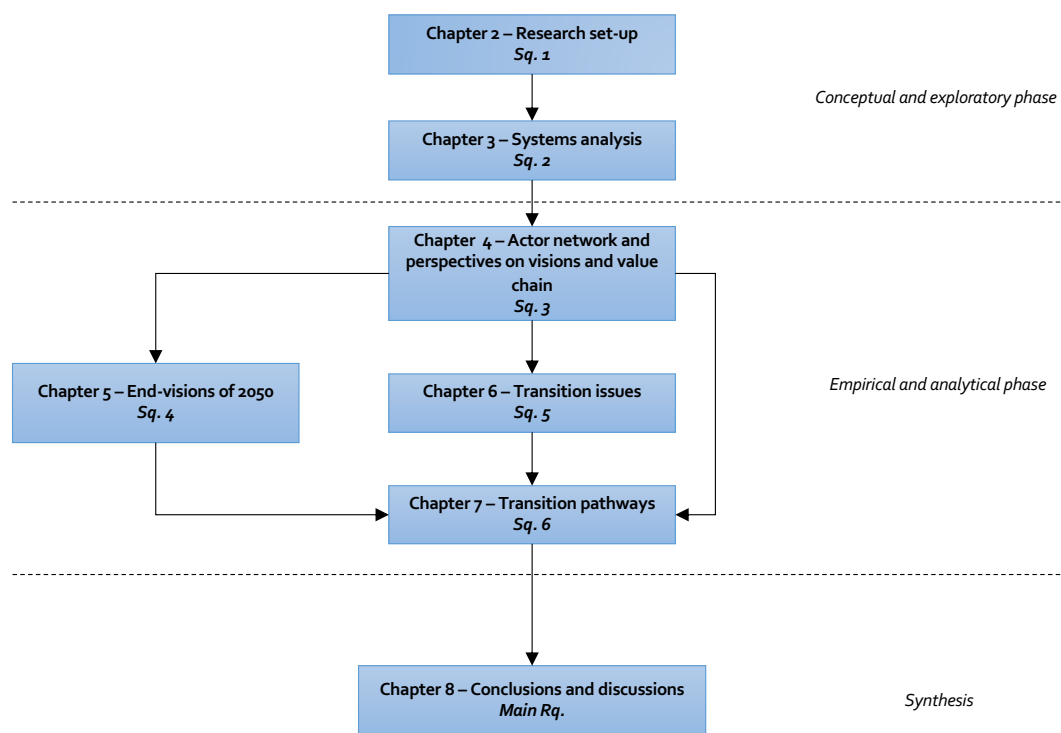 Chapter 2 – Research set-up
Sq. 1
Conceptual and exploratory phase
Chapter 3 – Systems analysis
Sq. 2
Chapter 4 – Actor network and
perspectives on visions and value
chain
Sq. 3
Chapter 5 – End-visions of 2050
Sq. 4
Chapter 6 – Transition issues
Sq. 5
Empirical and analytical phase
Chapter 7 – Transition pathways
Sq. 6
Chapter 8 – Conclusions and discussions
Main Rq.
Synthesis